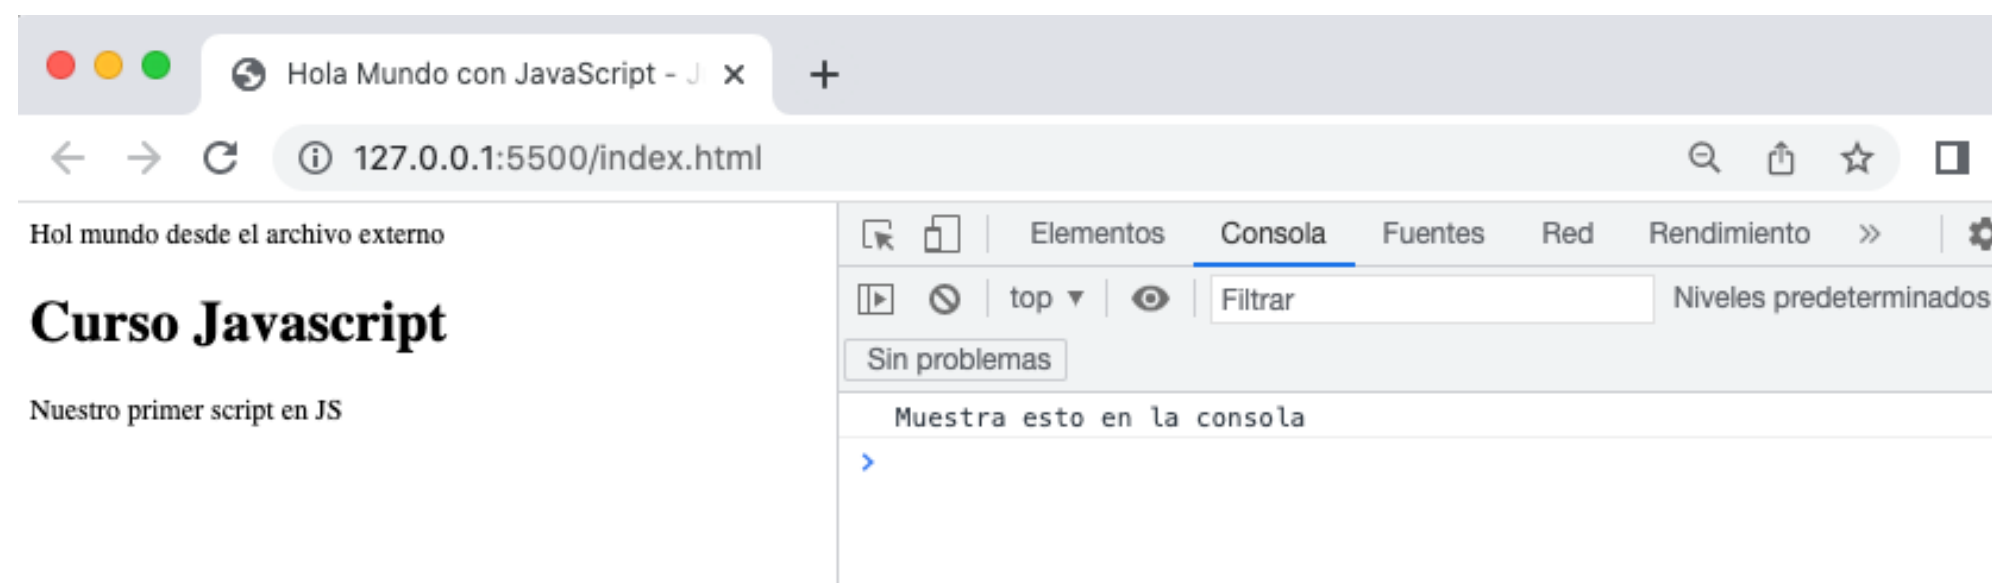 Hola Mundo con JavaScript - J
127.0.0.1:5500/index.html
Hol mundo desde el archivo externo
Curso Javascript
Nuestro primer script en JS
Elementos Consola Fuentes Red Rendimiento
top Filtrar Niveles predeterminados
Sin problemas
Muestra esto en la consola